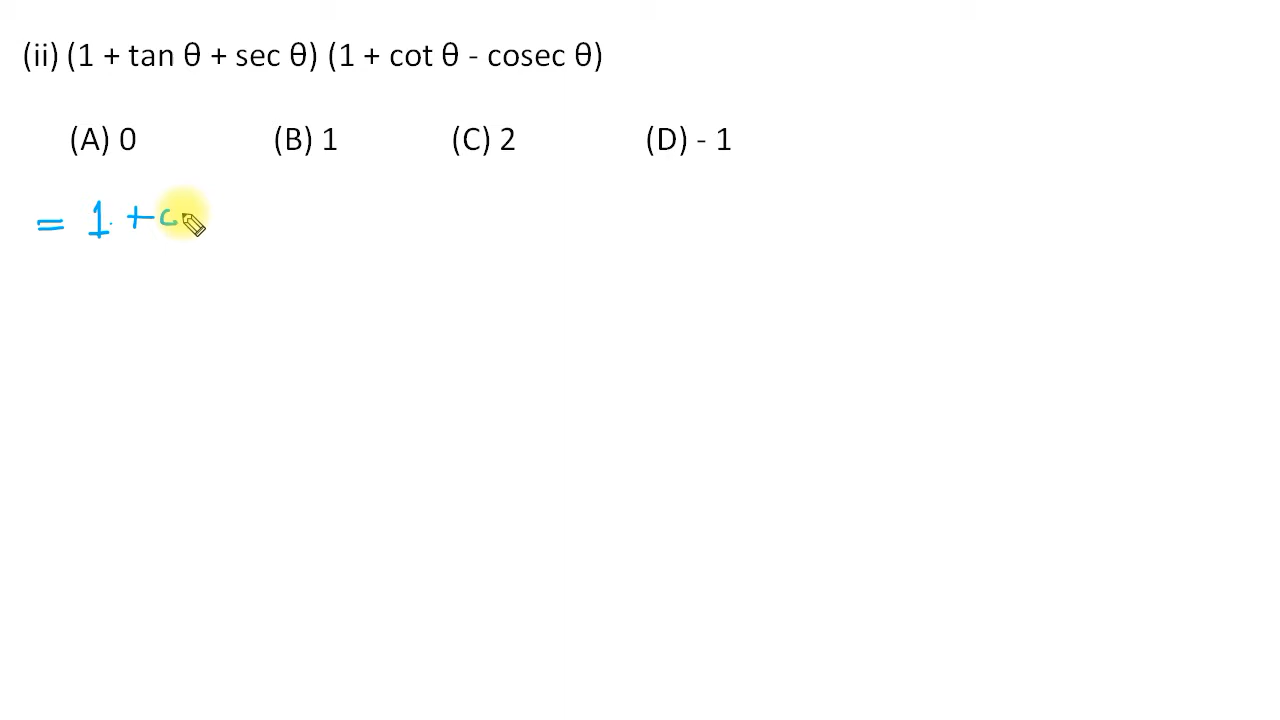 (ii) (1 + tan θ + sec θ) (1 + cot θ - cosec θ)
(A) 0 (B) 1 (C) 2 (D) - 1
= 1 + c